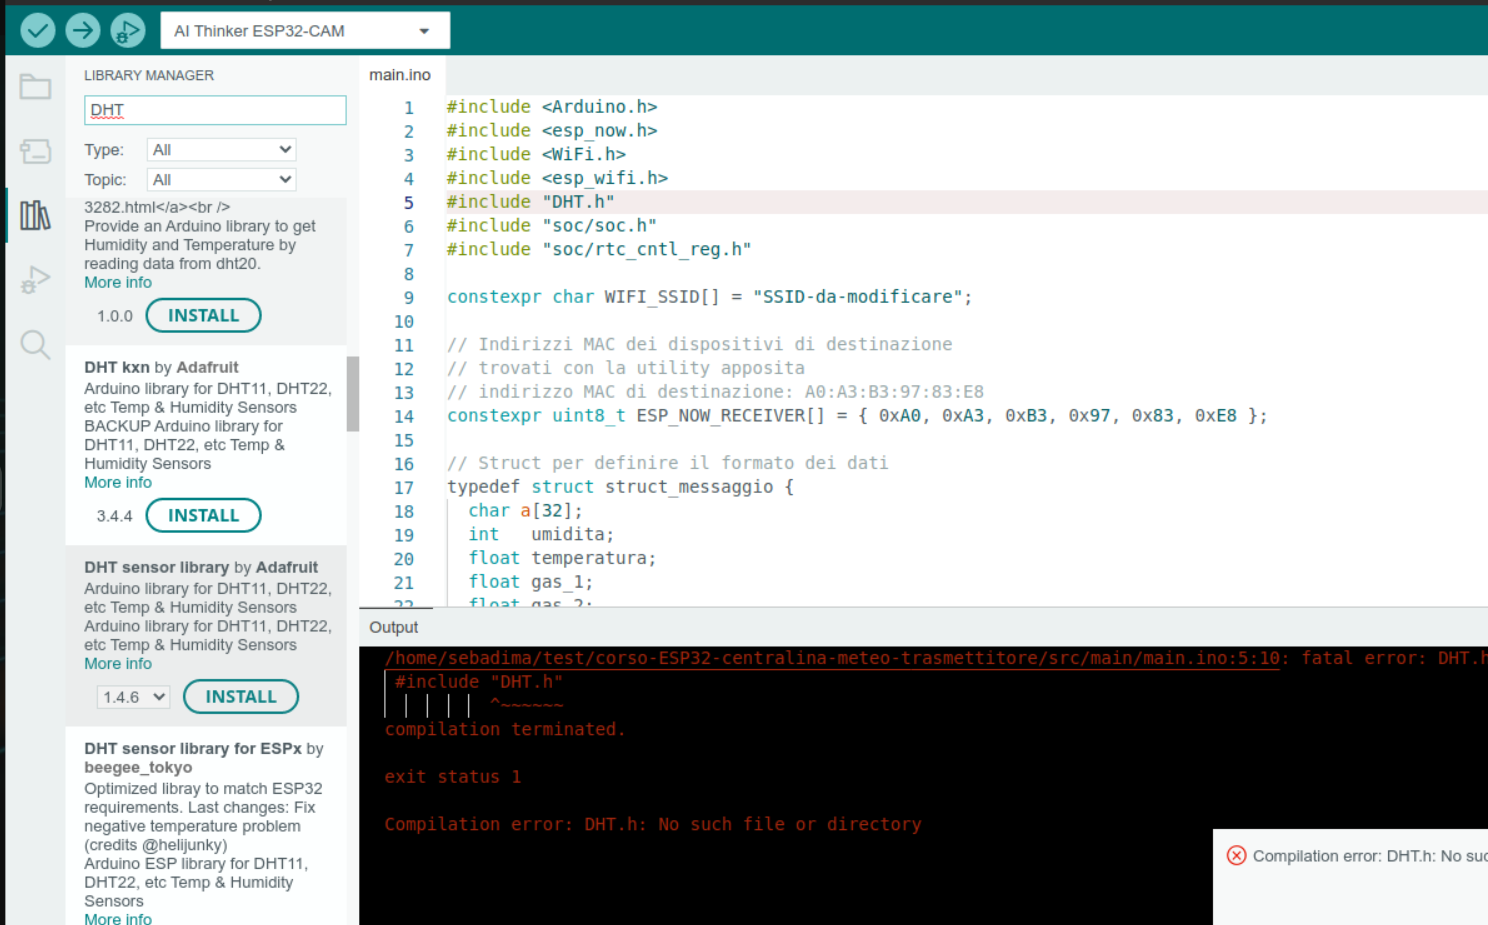 AI Thinker ESP32-CAM
LIBRARY MANAGER
DHT
Type: All
Topic: All
3282.html</a><br />
Provide an Arduino library to get
Humidity and Temperature by
reading data from dht20.
More info
1.0.0 INSTALL
DHT kxn by Adafruit
Arduino library for DHT11, DHT22,
etc Temp & Humidity Sensors
BACKUP Arduino library for
DHT11, DHT22, etc Temp &
Humidity Sensors
More info
3.4.4 INSTALL
DHT sensor library by Adafruit
Arduino library for DHT11, DHT22,
etc Temp & Humidity Sensors
Arduino library for DHT11, DHT22,
etc Temp & Humidity Sensors
More info
1.4.6 INSTALL
DHT sensor library for ESPx by
beegee_tokyo
Optimized libray to match ESP32
requirements. Last changes: Fix
negative temperature problem
(credits @helijunky)
Arduino ESP library for DHT11,
DHT22, etc Temp & Humidity
Sensors
More info
main.ino
1 #include <Arduino.h>
2 #include <esp_now.h>
3 #include <WiFi.h>
4 #include <esp_wifi.h>
5 #include "DHT.h"
6 #include "soc/soc.h"
7 #include "soc/rtc_cntl_reg.h"
8
9 constexpr char WIFI_SSID[] = "SSID-da-modificare";
10
11 // Indirizzi MAC dei dispositivi di destinazione
12 // trovati con la utility apposita
13 // indirizzo MAC di destinazione: A0:A3:B3:97:83:E8
14 constexpr uint8_t ESP_NOW_RECEIVER[] = { 0xA0, 0xA3, 0xB3, 0x97, 0x83, 0xE8 };
15
16 // Struct per definire il formato dei dati
17 typedef struct struct_messaggio {
18 char a[32];
19 int umidita;
20 float temperatura;
21 float gas_1;
22 float gas_2;
Output
/home/sebadima/test/corso-ESP32-centralina-meteo-trasmettitore/src/main/main.ino:5:10: fatal error: DHT.h
#include "DHT.h"
^~~~~~~
compilation terminated.
exit status 1
Compilation error: DHT.h: No such file or directory
Compilation error: DHT.h: No suc